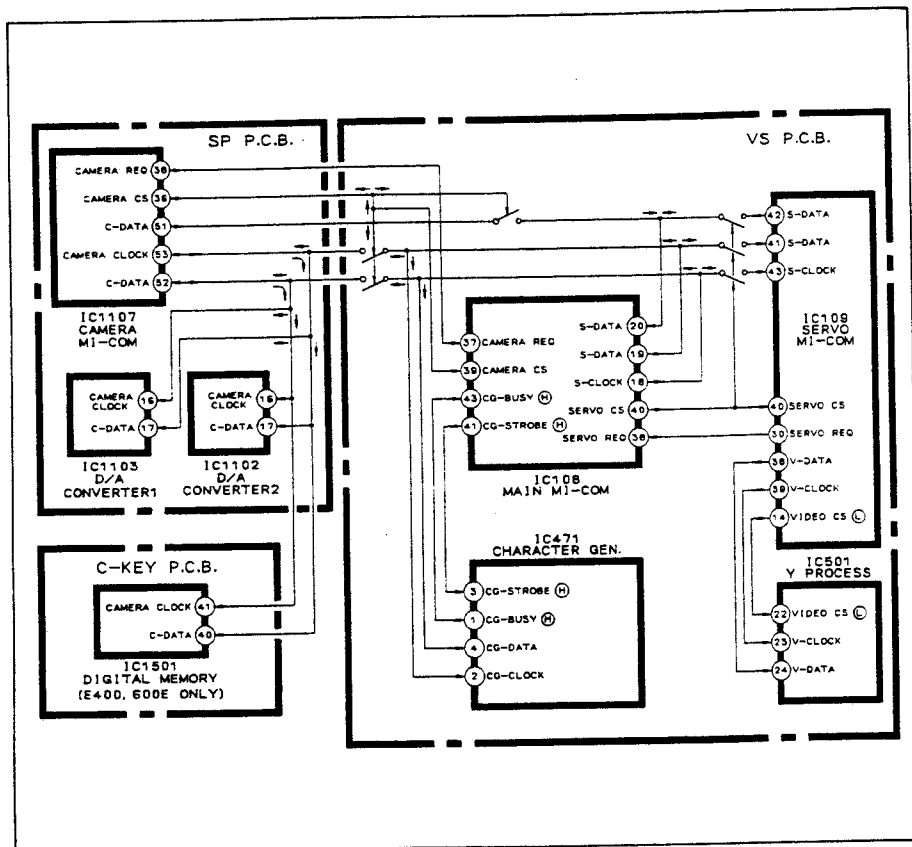 SP P.C.B.
CAMERA REQ 38
CAMERA CS 36
C-DATA 51
CAMERA CLOCK 53
C-DATA 52
IC1107
CAMERA
MI-COM
CAMERA
CLOCK 16
C-DATA 17
IC1103
D/A
CONVERTER1
CAMERA
CLOCK 16
C-DATA 17
IC1102
D/A
CONVERTER2
C-KEY P.C.B.
CAMERA CLOCK 41
C-DATA 40
IC1501
DIGITAL MEMORY
(E400, 600E ONLY)
VS P.C.B.
37 CAMERA REQ
39 CAMERA CS
43 CG-BUSY H
41 CG-STROBE H
S-DATA 20
S-DATA 19
S-CLOCK 18
SERVO CS 40
SERVO REQ 38
IC108
MAIN MI-COM
IC471
CHARACTER GEN.
3 CG-STROBE H
1 CG-BUSY H
4 CG-DATA
2 CG-CLOCK
42 S-DATA
41 S-DATA
43 S-CLOCK
IC109
SERVO
MI-COM
40 SERVO CS
30 SERVO REQ
38 V-DATA
39 V-CLOCK
14 VIDEO CS L
IC501
Y PROCESS
22 VIDEO CS L
23 V-CLOCK
24 V-DATA